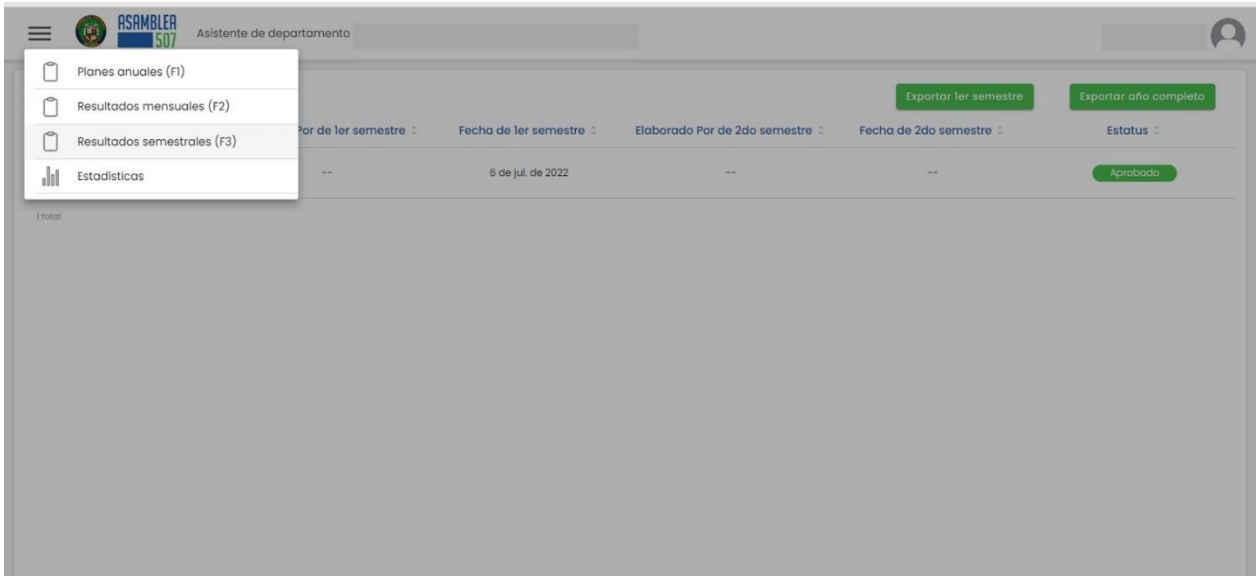 ASAMBLEA
507
Asistente de departamento
Planes anuales (F1)
Resultados mensuales (F2)
Resultados semestrales (F3)
Estadisticas
Exportar 1er semestre
Exportar año completo
Por de 1er semestre
Fecha de 1er semestre
Elaborado Por de 2do semestre
Fecha de 2do semestre
Estatus
--
6 de jul. de 2022
--
--
Aprobado
1 total